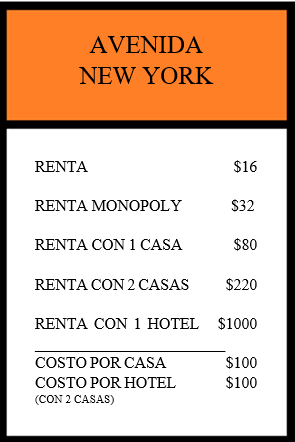 AVENIDA
NEW YORK
RENTA $16
RENTA MONOPOLY $32
RENTA CON 1 CASA $80
RENTA CON 2 CASAS $220
RENTA CON 1 HOTEL $1000
COSTO POR CASA $100
COSTO POR HOTEL $100
(CON 2 CASAS)